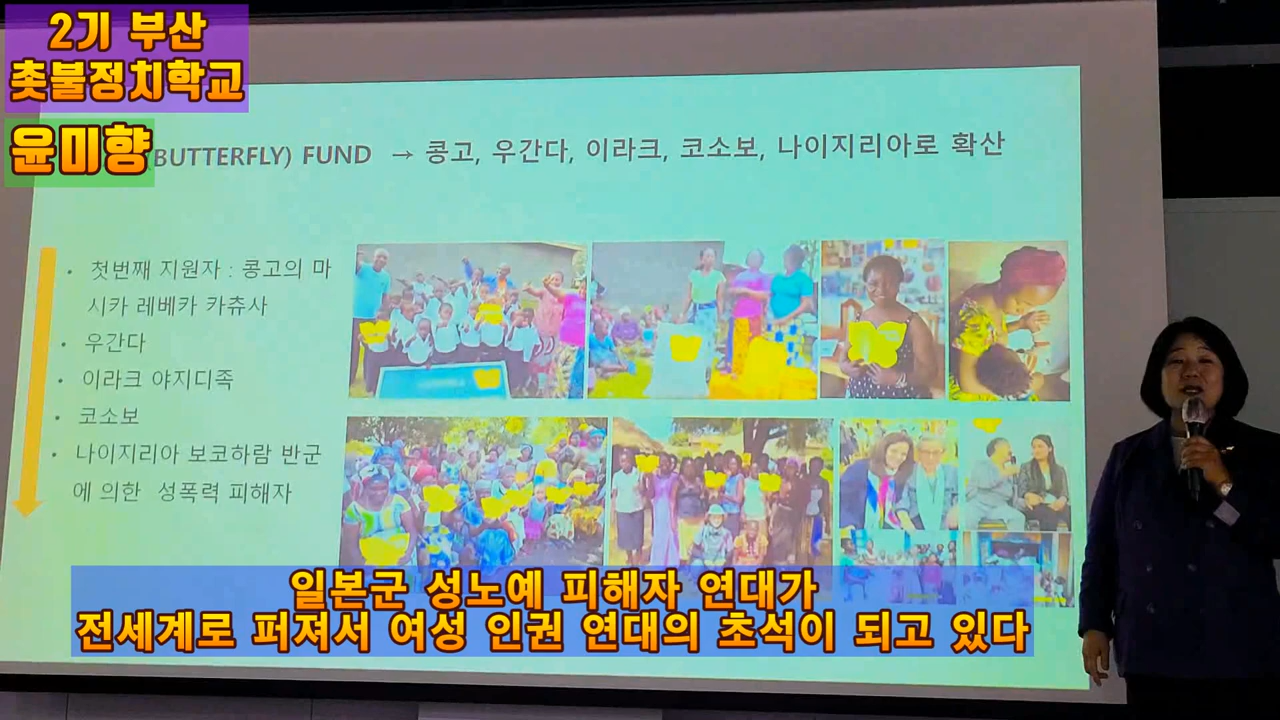 2기 부산
촛불정치학교
윤미향
(BUTTERFLY) FUND → 콩고, 우간다, 이라크, 코소보, 나이지리아로 확산
• 첫번째 지원자 : 콩고의 마
시카 레베카 카츄사
• 우간다
• 이라크 야지디족
• 코소보
• 나이지리아 보코하람 반군
에 의한 성폭력 피해자
일본군 성노예 피해자 연대가
전세계로 퍼져서 여성 인권 연대의 초석이 되고 있다